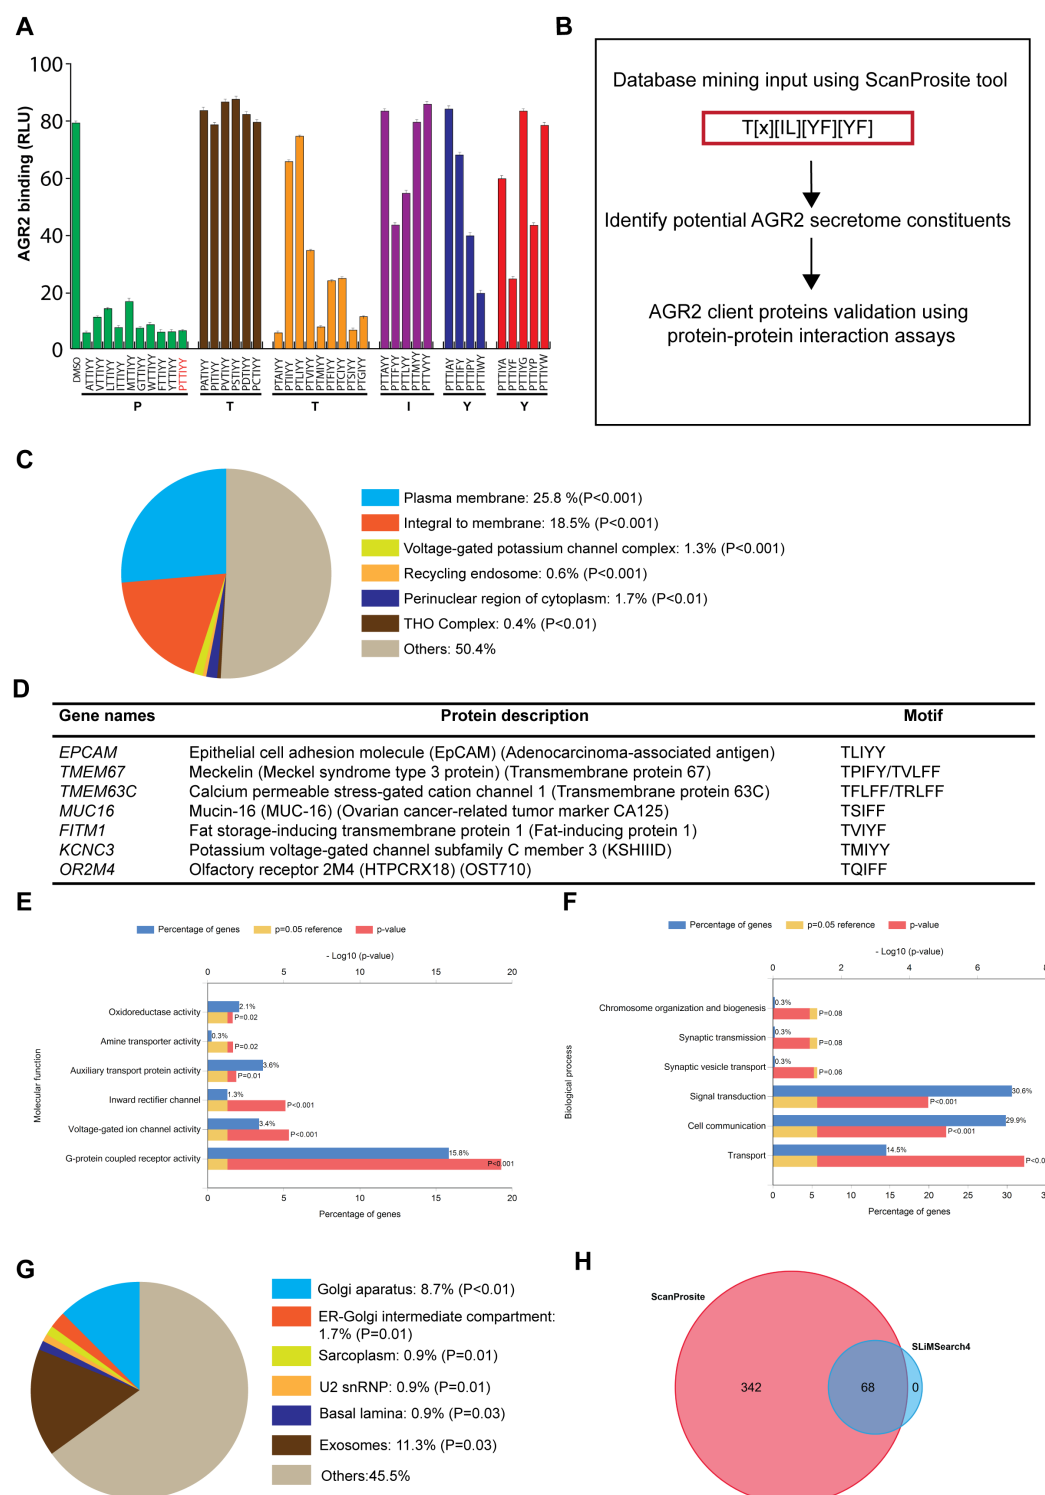 A
100
80
60
40
20
0
AGR2 binding (RLU)
DMSO
ATTIYY
VTTIYY
LTTIYY
ITTIYY
MTTIYY
GTTIYY
WTTIYY
FTTIYY
YTTIYY
PTTIYY
PATIYY
PITIYY
PVTIYY
PSTIYY
PDTIYY
PCTIYY
PTAIYY
PTIIYY
PTLIYY
PTVIYY
PTMIYY
PTFIYY
PTCIYY
PTSIYY
PTGIYY
PTTAYY
PTTFYY
PTTLYY
PTTMYY
PTTVYY
PTTIAY
PTTIFY
PTTIPY
PTTIWY
PTTIYA
PTTIYF
PTTIYG
PTTIYP
PTTIYW
P T T I Y Y
B
Database mining input using ScanProsite tool
T[x][IL][YF][YF]
Identify potential AGR2 secretome constituents
AGR2 client proteins validation using
protein-protein interaction assays
C
Plasma membrane: 25.8 %(P<0.001)
Integral to membrane: 18.5% (P<0.001)
Voltage-gated potassium channel complex: 1.3% (P<0.001)
Recycling endosome: 0.6% (P<0.001)
Perinuclear region of cytoplasm: 1.7% (P<0.01)
THO Complex: 0.4% (P<0.01)
Others: 50.4%
D
Gene names Protein description Motif
EPCAM Epithelial cell adhesion molecule (EpCAM) (Adenocarcinoma-associated antigen) TLIYY
TMEM67 Meckelin (Meckel syndrome type 3 protein) (Transmembrane protein 67) TPIFY/TVLFF
TMEM63C Calcium permeable stress-gated cation channel 1 (Transmembrane protein 63C) TFLFF/TRLFF
MUC16 Mucin-16 (MUC-16) (Ovarian cancer-related tumor marker CA125) TSIFF
FITM1 Fat storage-inducing transmembrane protein 1 (Fat-inducing protein 1) TVIYF
KCNC3 Potassium voltage-gated channel subfamily C member 3 (KSHIIID) TMIYY
OR2M4 Olfactory receptor 2M4 (HTPCRX18) (OST710) TQIFF
E
Percentage of genes p=0.05 reference p-value
- Log10 (p-value)
0 5 10 15 20
Molecular function
Oxidoreductase activity 2.1%
P=0.02
Amine transporter activity 0.3%
P=0.02
Auxiliary transport protein activity 3.6%
P=0.01
Inward rectifier channel 1.3%
P<0.001
Voltage-gated ion channel activity 3.4%
P<0.001
G-protein coupled receptor activity 15.8%
P<0.001
0 5 10 15 20
Percentage of genes
F
Percentage of genes p=0.05 reference p-value
- Log10 (p-value)
0 2 4 6 8
Biological process
Chromosome organization and biogenesis 0.3%
P=0.08
Synaptic transmission 0.3%
P=0.08
Synaptic vesicle transport 0.3%
P=0.06
Signal transduction 30.6%
P<0.001
Cell communication 29.9%
P<0.001
Transport 14.5%
0 5 10 15 20 25 30
Percentage of genes
G
Golgi aparatus: 8.7% (P<0.01)
ER-Golgi intermediate compartment:
1.7% (P=0.01)
Sarcoplasm: 0.9% (P=0.01)
U2 snRNP: 0.9% (P=0.01)
Basal lamina: 0.9% (P=0.03)
Exosomes: 11.3% (P=0.03)
Others:45.5%
H
ScanProsite
SLiMSearch4
342 68 0